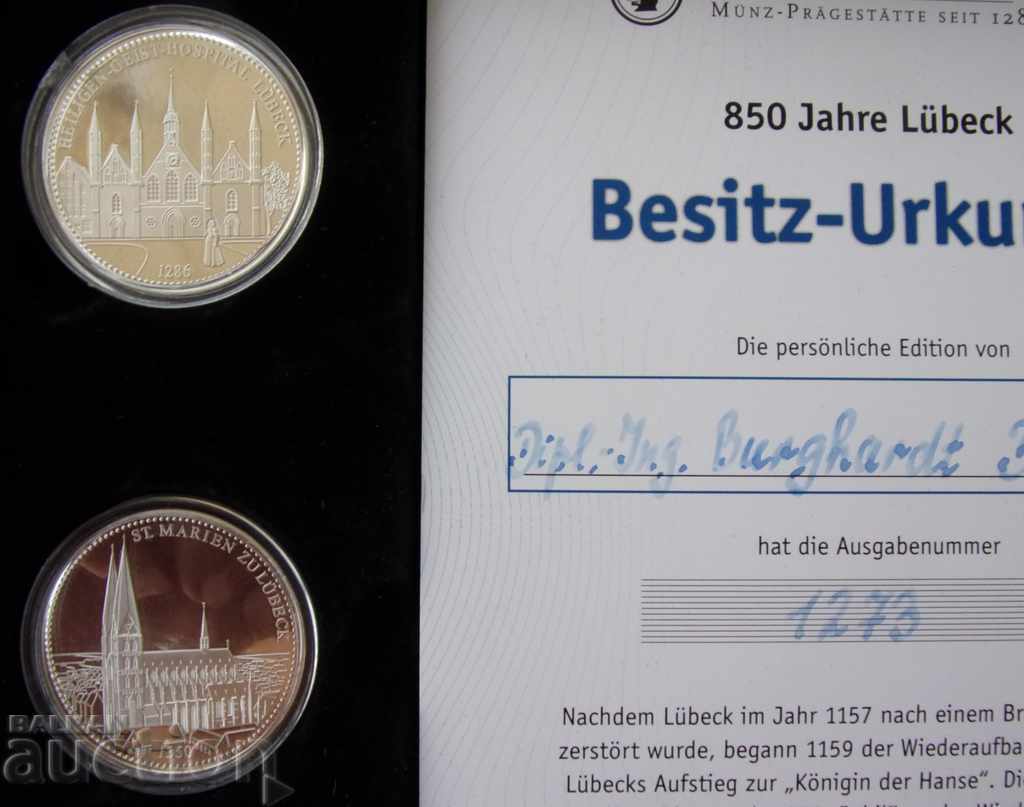 HEILIGEN-GEIST-HOSPITAL LÜBECK
1286
ST. MARIEN ZU LÜBECK
MÜNZ-PRÄGESTÄTTE SEIT 128
850 Jahre Lübeck
Besitz-Urku
Die persönliche Edition von
Dipl.-Ing. Burghardt
hat die Ausgabenummer
1273
Nachdem Lübeck im Jahr 1157 nach einem Br
zerstört wurde, begann 1159 der Wiederaufba
Lübecks Aufstieg zur „Königin der Hanse“. Di
BALKAN
auction